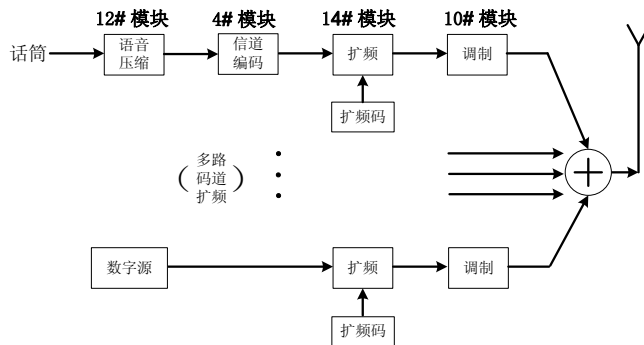 12# 模块 4# 模块 14# 模块 10# 模块
话筒
语音
压缩
信道
编码
扩频
调制
扩频码
(多路
码道
扩频)
数字源
扩频
调制
扩频码